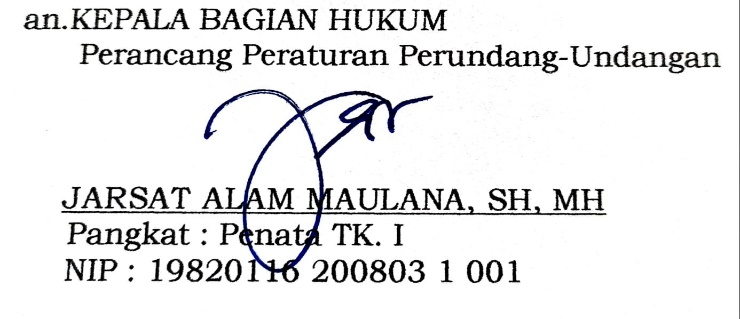 an.KEPALA BAGIAN HUKUM
Perancang Peraturan Perundang-Undangan
JARSAT ALAM MAULANA, SH, MH
Pangkat : Penata TK. I
NIP : 19820116 200803 1 001